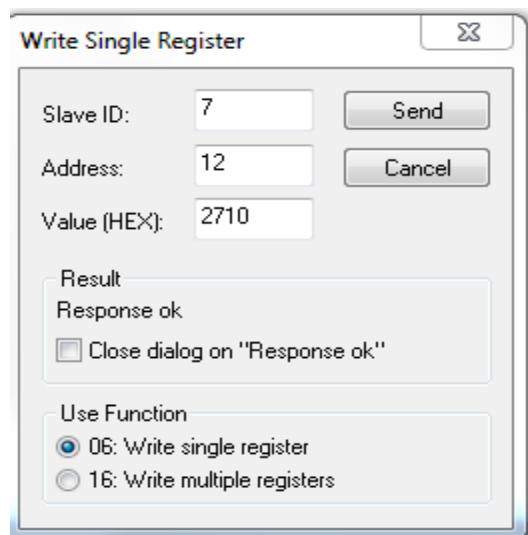 Write Single Register
Slave ID: 7 Send
Address: 12 Cancel
Value (HEX): 2710
Result
Response ok
Close dialog on "Response ok"
Use Function
06: Write single register
16: Write multiple registers